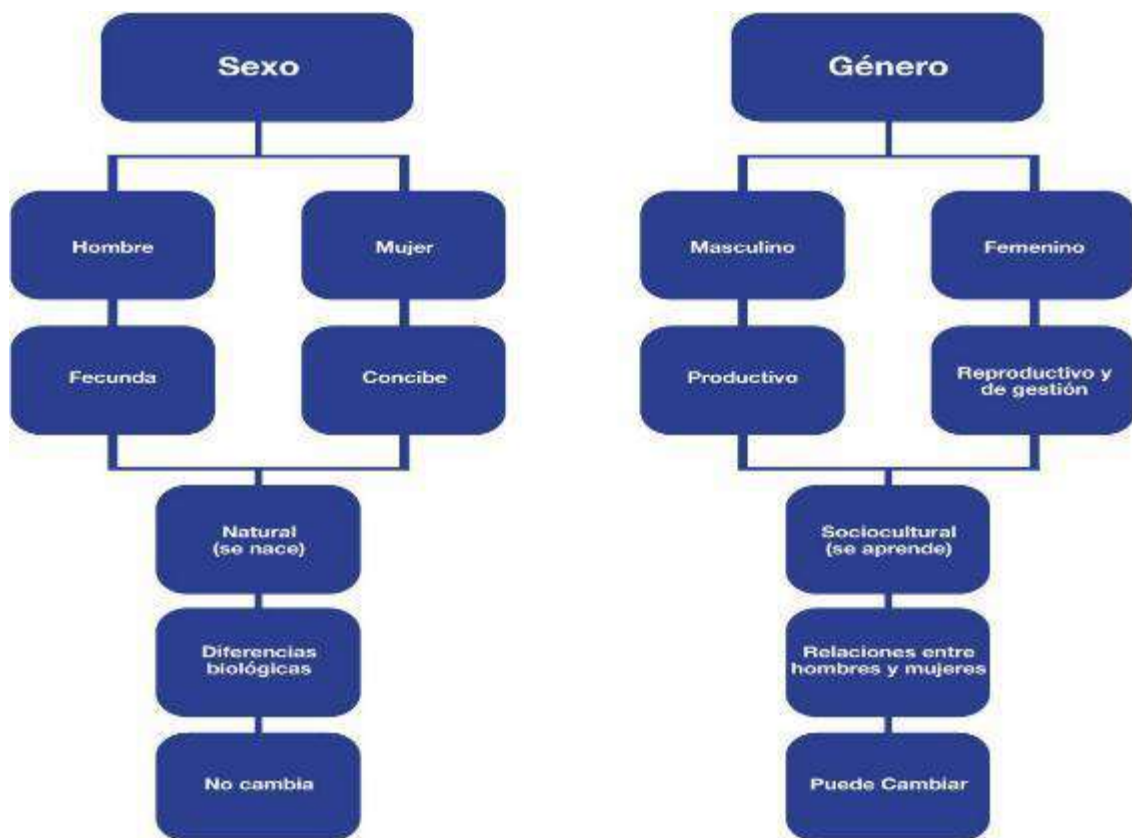 Sexo
Hombre
Mujer
Fecunda
Concibe
Natural
(se nace)
Diferencias
biológicas
No cambia
Género
Masculino
Femenino
Productivo
Reproductivo y
de gestión
Sociocultural
(se aprende)
Relaciones entre
hombres y mujeres
Puede Cambiar